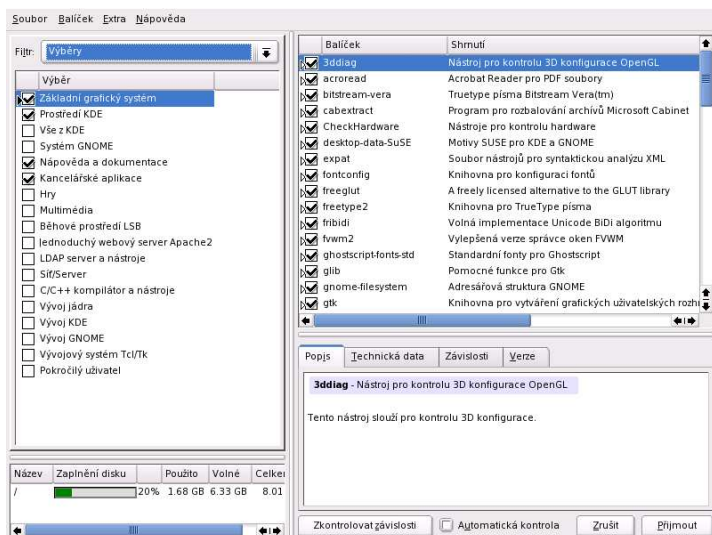 Soubor Balíček Extra Nápověda
Filtr: Výběry
Výběr
Základní grafický systém
Prostředí KDE
Vše z KDE
Systém GNOME
Nápověda a dokumentace
Kancelářské aplikace
Hry
Multimédia
Běhové prostředí LSB
Jednoduchý webový server Apache2
LDAP server a nástroje
Síť/Server
C/C++ kompilátor a nástroje
Vývoj jádra
Vývoj KDE
Vývoj GNOME
Vývojový systém Tcl/Tk
Pokročilý uživatel
Název Zaplnění disku Použito Volné Celke
/ 20% 1.68 GB 6.33 GB 8.01
Balíček Shrnutí
3ddiag Nástroj pro kontrolu 3D konfigurace OpenGL
acroread Acrobat Reader pro PDF soubory
bitstream-vera Truetype písma Bitstream Vera(tm)
cabextract Program pro rozbalování archívů Microsoft Cabinet
CheckHardware Nástroje pro kontrolu hardware
desktop-data-SuSE Motivy SUSE pro KDE a GNOME
expat Soubor nástrojů pro syntaktickou analýzu XML
fontconfig Knihovna pro konfiguraci fontů
freeglut A freely licensed alternative to the GLUT library
freetype2 Knihovna pro TrueType písma
fribidi Volná implementace Unicode BiDi algoritmu
fvwm2 Vylepšená verze správce oken FVWM
ghostscript-fonts-std Standardní fonty pro Ghostscript
glib Pomocné funkce pro Gtk
gnome-filesystem Adresářová struktura GNOME
gtk Knihovna pro vytváření grafických uživatelských rozhr
Popis Technická data Závislosti Verze
3ddiag - Nástroj pro kontrolu 3D konfigurace OpenGL
Tento nástroj slouží pro kontrolu 3D konfigurace.
Zkontrolovat závislosti Automatická kontrola Zrušit Přijmout